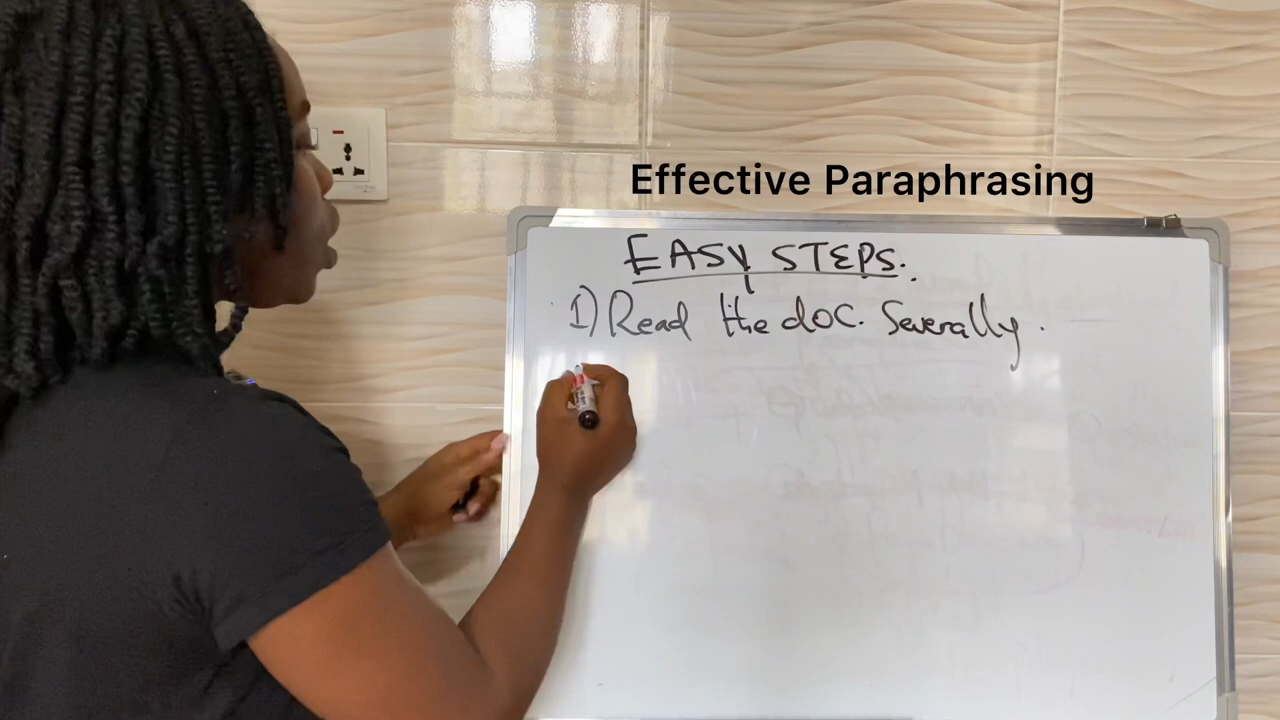 Effective Paraphrasing
EASY STEPS.
1) Read the doc. Severally.